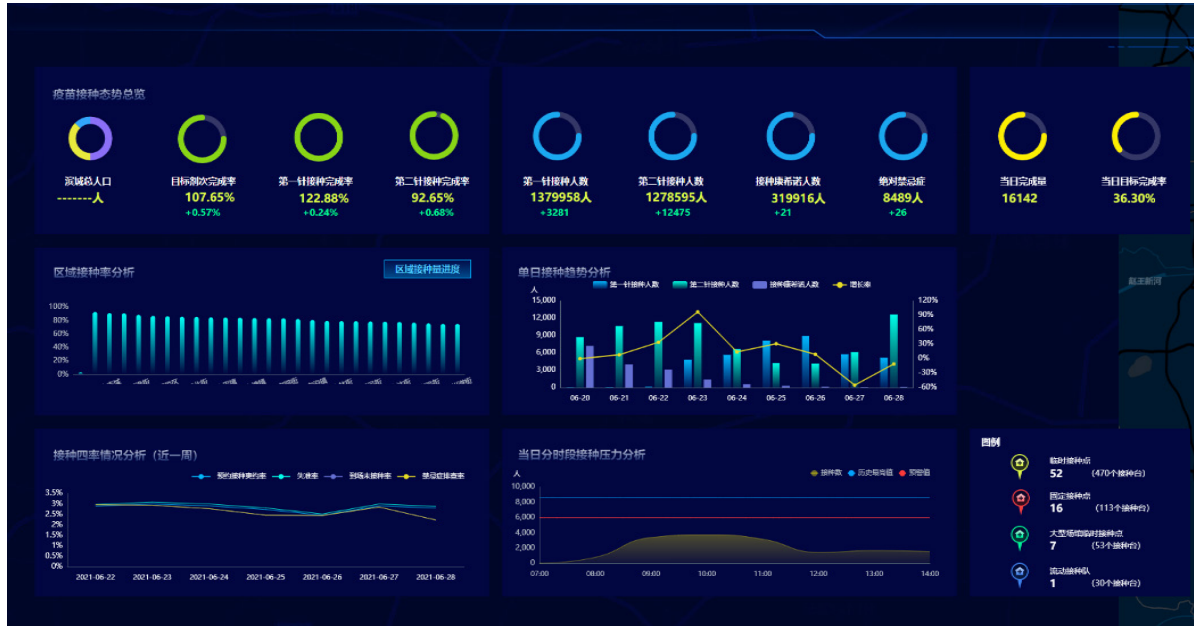 疫苗接种态势总览
滨城总人口
-------人
目标剂次完成率
107.65%
+0.57%
第一针接种完成率
122.88%
+0.24%
第二针接种完成率
92.65%
+0.68%
第一针接种人数
1379958人
+3281
第二针接种人数
1278595人
+12475
接种康希诺人数
319916人
+21
绝对禁忌症
8489人
+26
当日完成量
16142
当日目标完成率
36.30%
区域接种率分析
区域接种量进度
100%
80%
60%
40%
20%
0%
单日接种趋势分析
第一针接种人数
第二针接种人数
接种康希诺人数
增长率
人
15,000
12,000
9,000
6,000
3,000
0
120%
90%
60%
30%
0%
-30%
-60%
06-20
06-21
06-22
06-23
06-24
06-25
06-26
06-27
06-28
赵王新河
接种四率情况分析（近一周）
预约接种爽约率
失准率
到场未接种率
禁忌症排查率
3.5%
3%
2.5%
2%
1.5%
1%
0.5%
0%
2021-06-22
2021-06-23
2021-06-24
2021-06-25
2021-06-26
2021-06-27
2021-06-28
当日分时段接种压力分析
人
接种数
历史最高值
预警值
10,000
8,000
6,000
4,000
2,000
0
07:00
08:00
09:00
10:00
11:00
12:00
13:00
14:00
图例
临时接种点
52 （470个接种台）
固定接种点
16 （113个接种台）
大型场馆临时接种点
7 （53个接种台）
流动接种队
1 （30个接种台）